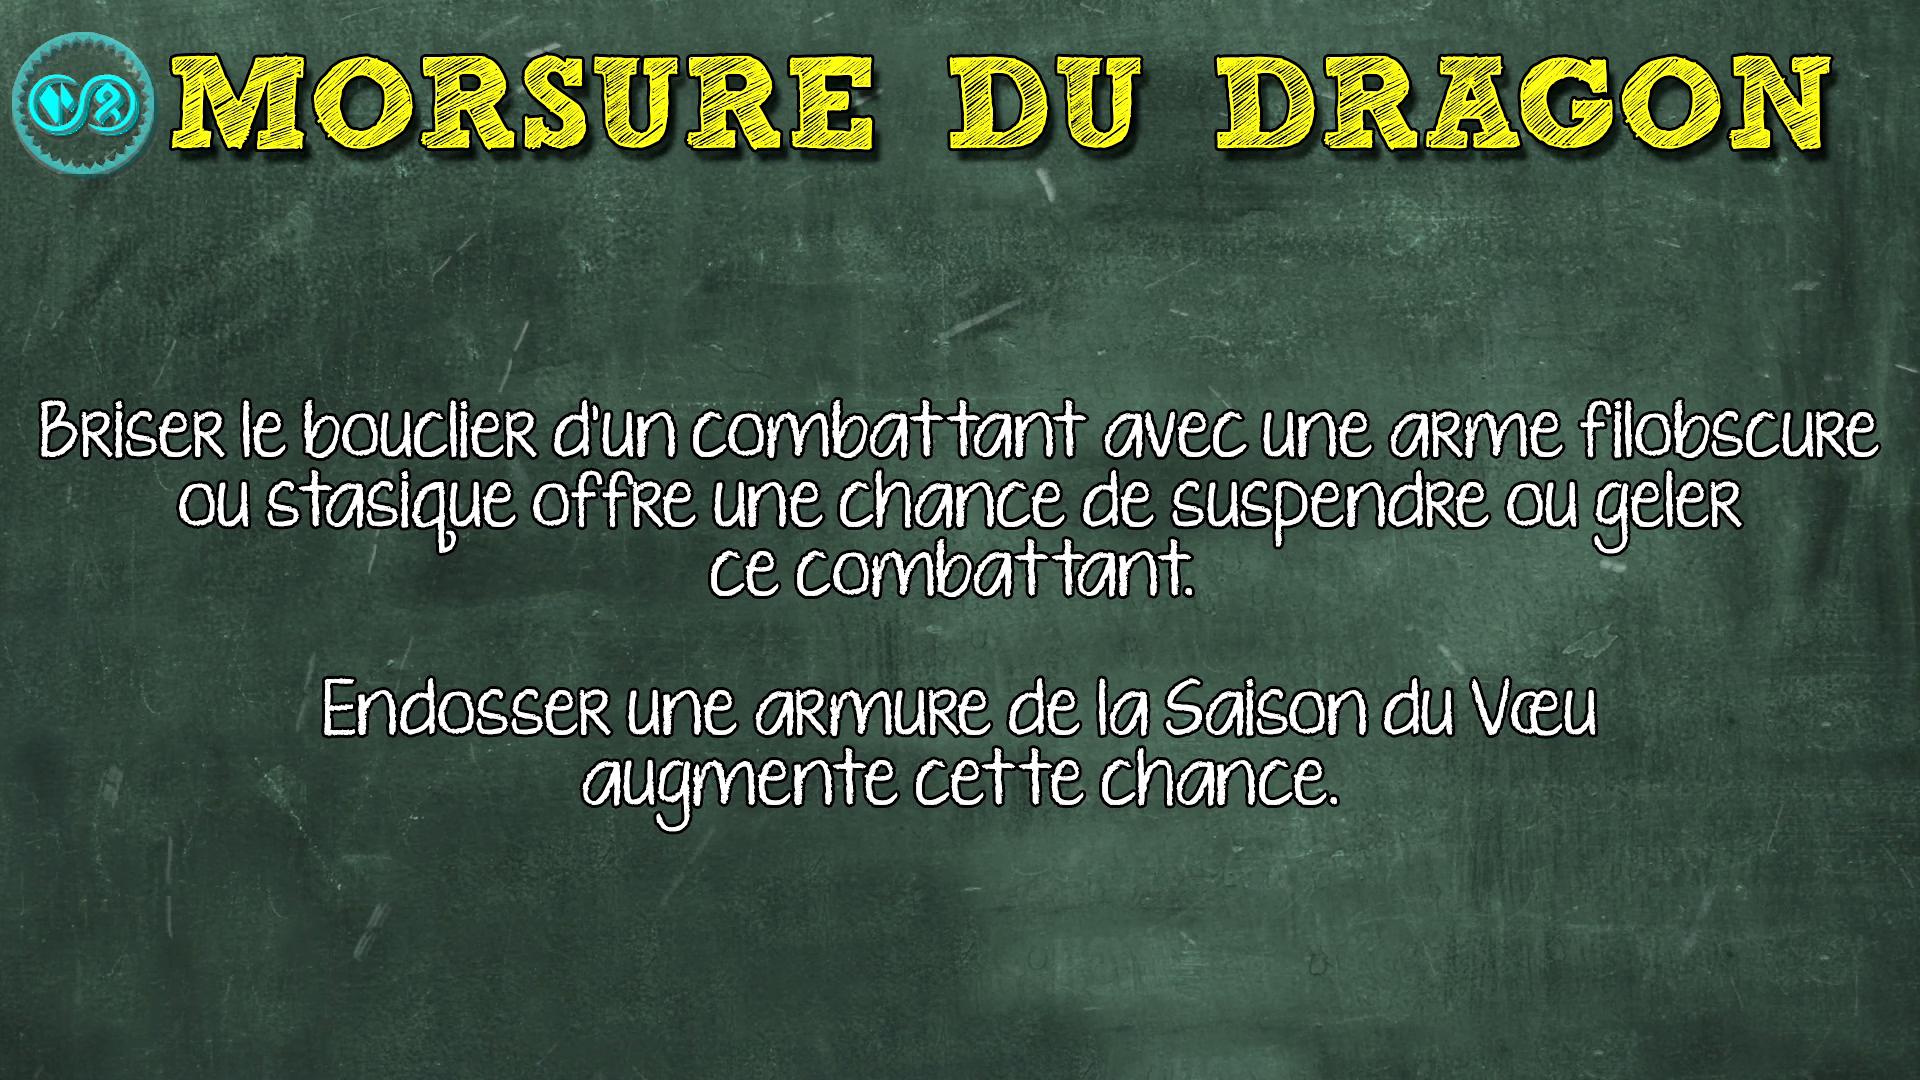 MORSURE DU DRAGON
Briser le bouclier d'un combattant avec une arme filobscure
ou stasique offre une chance de suspendre ou geler
ce combattant.
Endosser une armure de la Saison du Vœu
augmente cette chance.